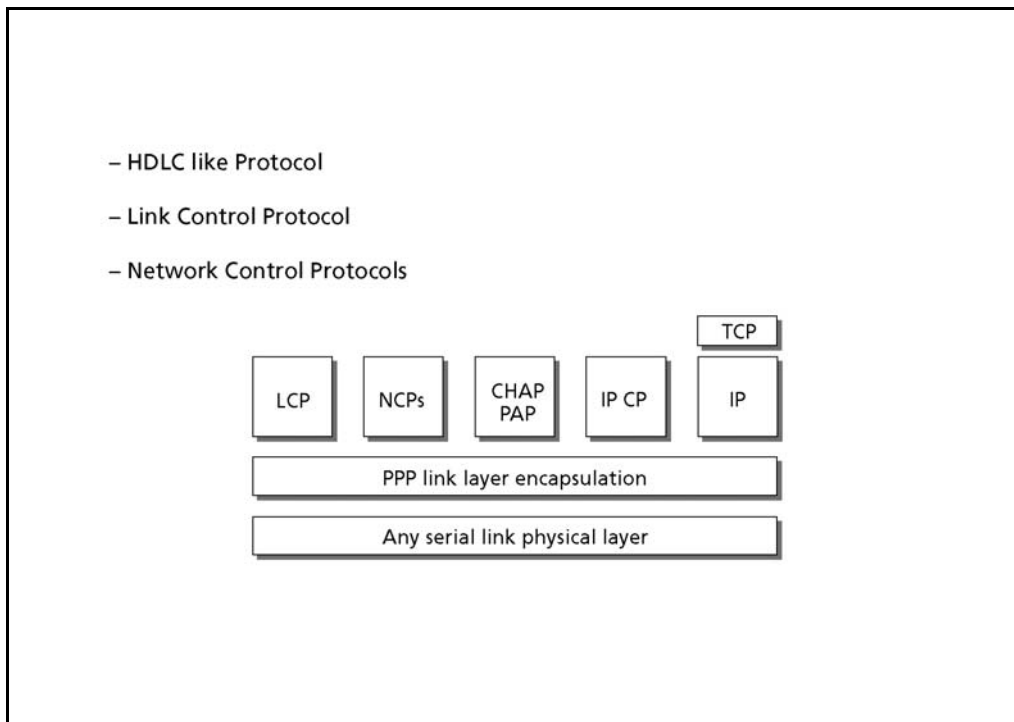 – HDLC like Protocol
– Link Control Protocol
– Network Control Protocols
TCP
LCP
NCPs
CHAP
PAP
IP CP
IP
PPP link layer encapsulation
Any serial link physical layer